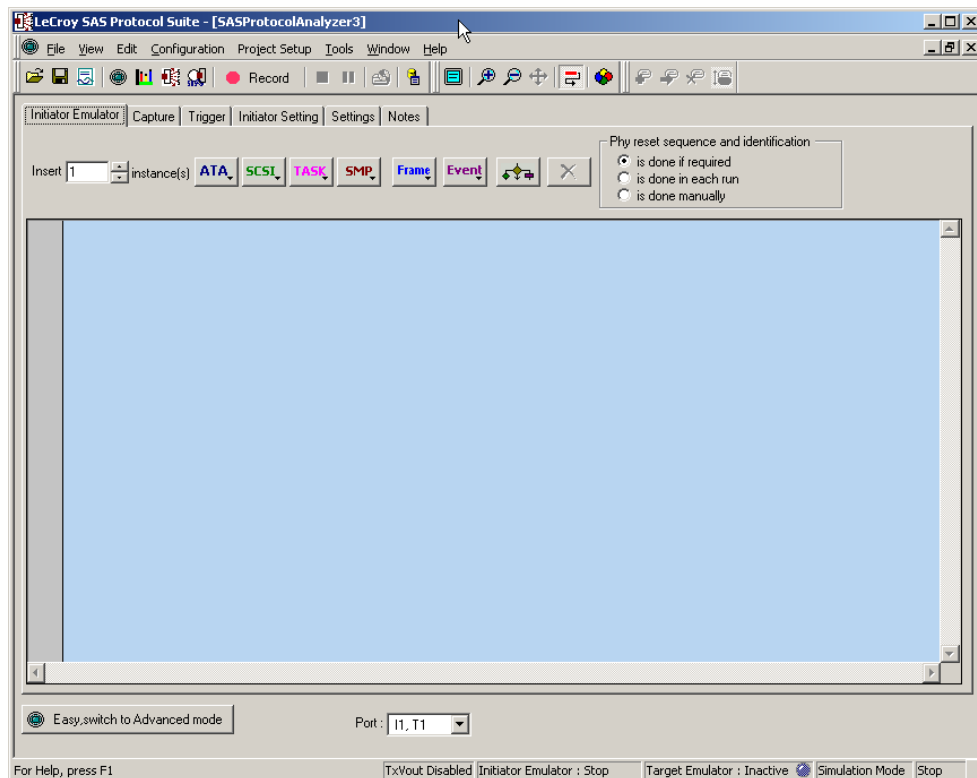 LeCroy SAS Protocol Suite - [SASProtocolAnalyzer3]
File View Edit Configuration Project Setup Tools Window Help
Record
Initiator Emulator Capture Trigger Initiator Setting Settings Notes
Phy reset sequence and identification
is done if required
Insert 1 instance(s) ATA SCSI TASK SMP Frame Event
is done in each run
is done manually
Easy,switch to Advanced mode Port : I1, T1
For Help, press F1 TxVout Disabled Initiator Emulator : Stop Target Emulator : Inactive Simulation Mode Stop